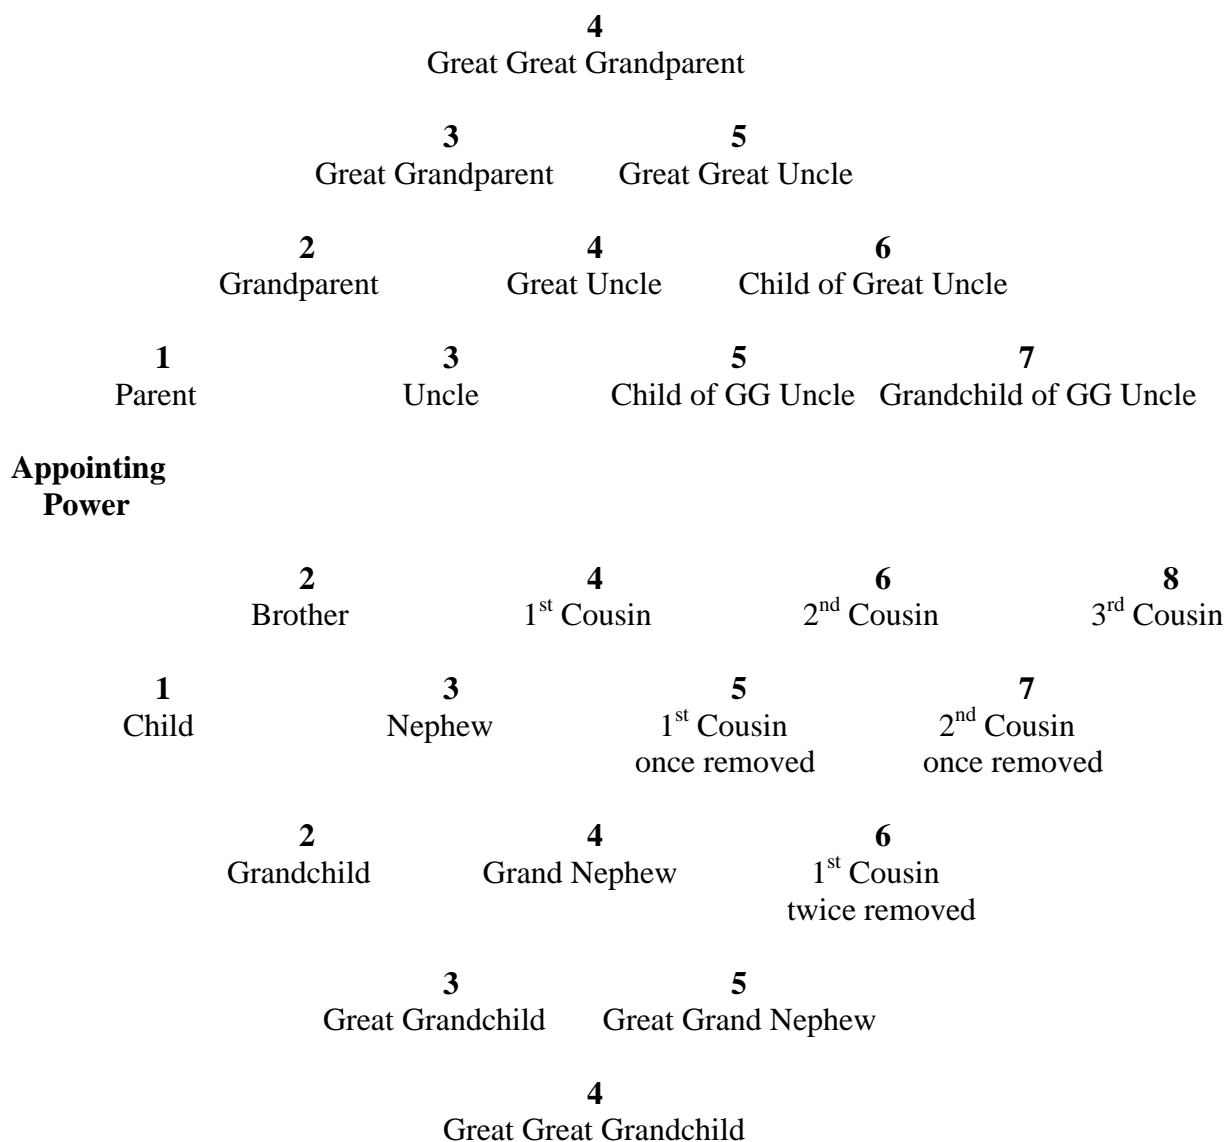 4
Great Great Grandparent
3 5
Great Grandparent Great Great Uncle
2 4 6
Grandparent Great Uncle Child of Great Uncle
1 3 5 7
Parent Uncle Child of GG Uncle Grandchild of GG Uncle
Appointing
Power
2 4 6 8
Brother 1st Cousin 2nd Cousin 3rd Cousin
1 3 5 7
Child Nephew 1st Cousin 2nd Cousin
once removed once removed
2 4 6
Grandchild Grand Nephew 1st Cousin
twice removed
3 5
Great Grandchild Great Grand Nephew
4
Great Great Grandchild